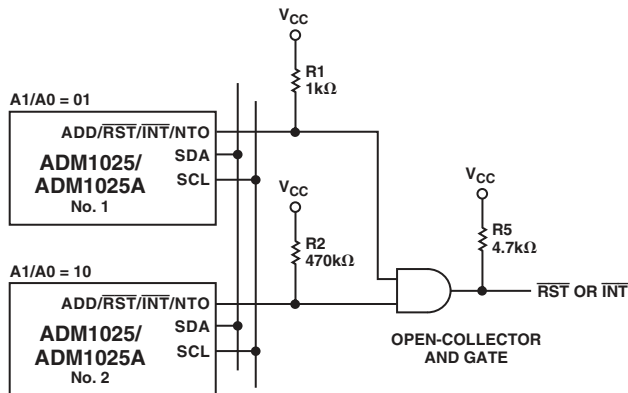 VCC
R1
1kΩ
A1/A0 = 01
ADD/RST/INT/NTO
ADM1025/
ADM1025A
No. 1
SDA
SCL
VCC
R2
470kΩ
VCC
R5
4.7kΩ
RST OR INT
OPEN-COLLECTOR
AND GATE
A1/A0 = 10
ADD/RST/INT/NTO
ADM1025/
ADM1025A
No. 2
SDA
SCL